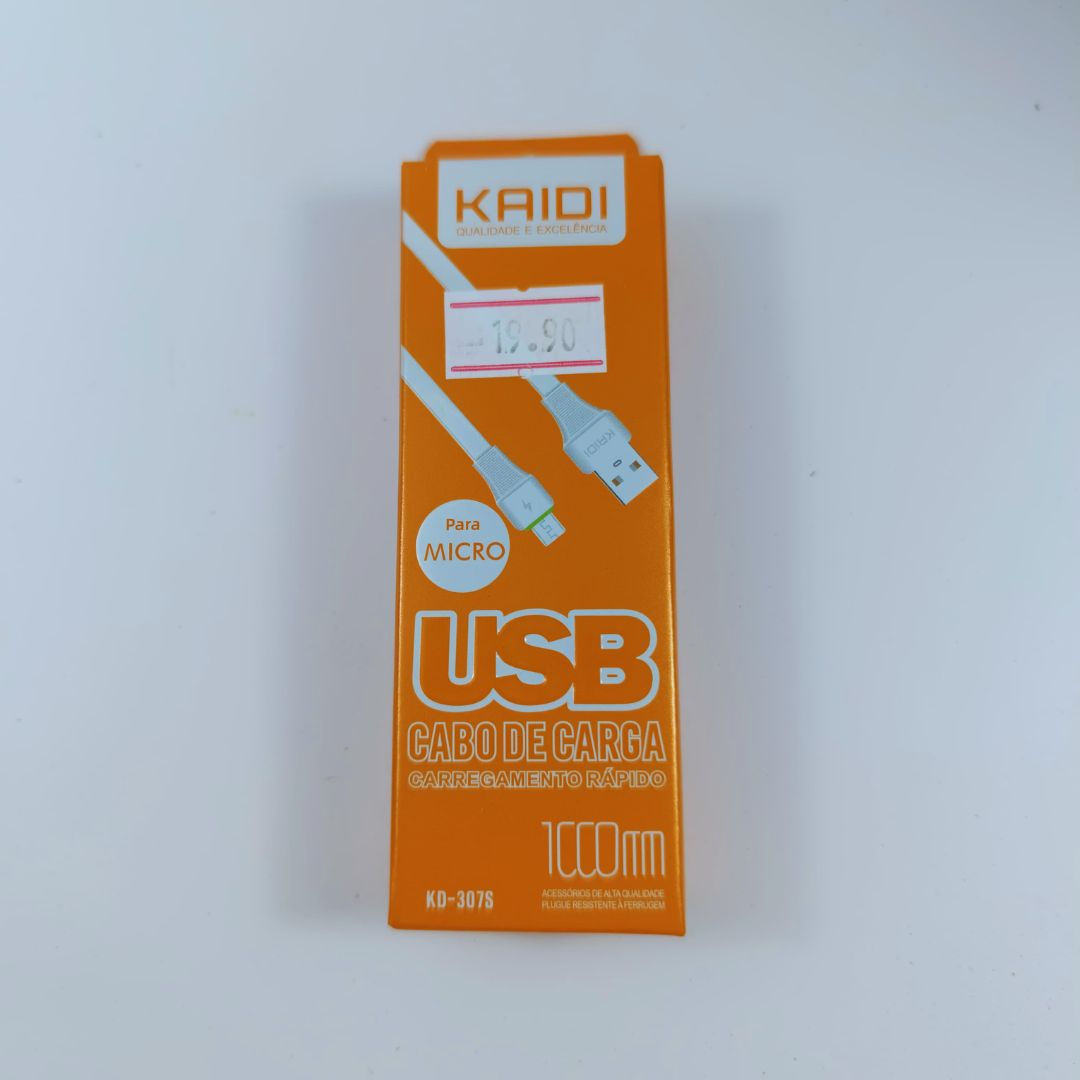 KAIDI
QUALIDADE E EXCELÊNCIA
19.90
KAIDI
Para
MICRO
USB
CABO DE CARGA
CARREGAMENTO RÁPIDO
1000mm
ACESSÓRIOS DE ALTA QUALIDADE
PLUGUE RESISTENTE À FERRUGEM
KD-307S